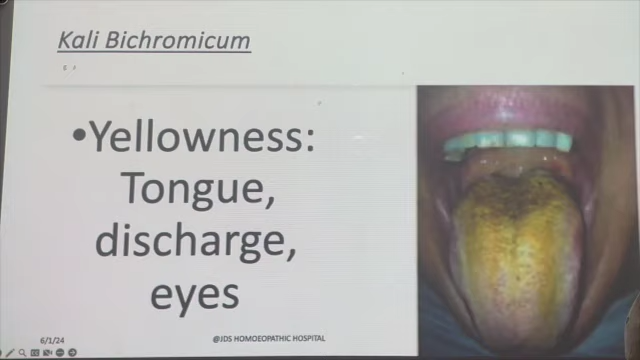 Kali Bichromicum
•Yellowness:
Tongue,
discharge,
eyes
6/1/24
@JDS HOMOEOPATHIC HOSPITAL